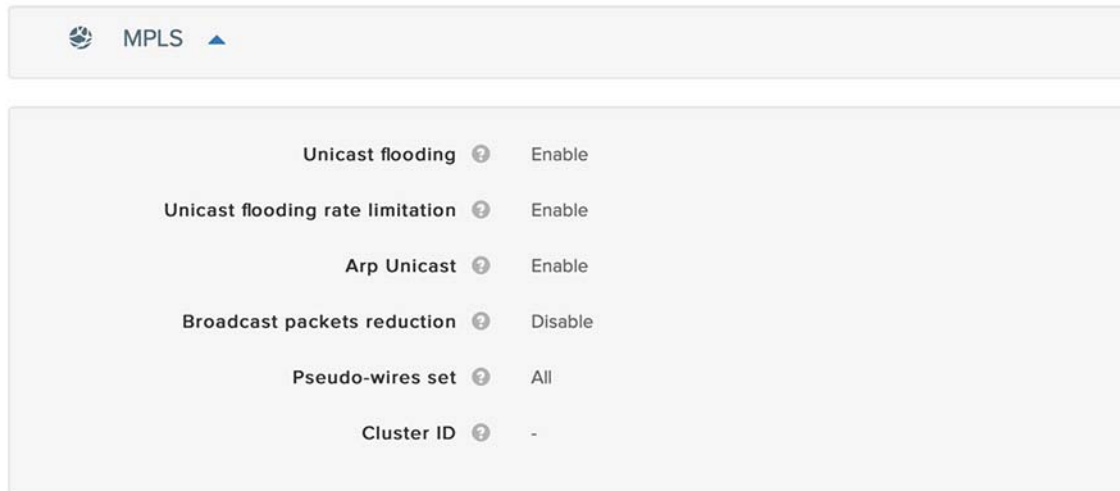 MPLS
Unicast flooding ? Enable
Unicast flooding rate limitation ? Enable
Arp Unicast ? Enable
Broadcast packets reduction ? Disable
Pseudo-wires set ? All
Cluster ID ? -